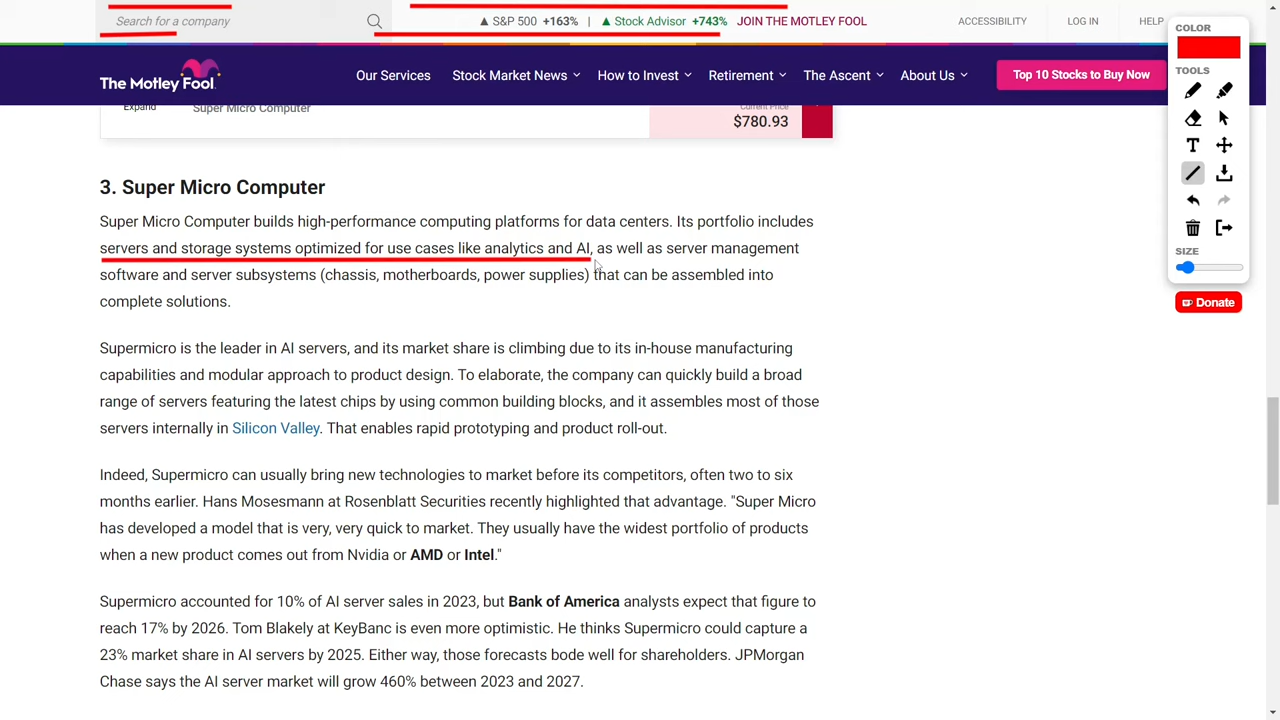 Search for a company
▲ S&P 500 +163% | ▲ Stock Advisor +743% JOIN THE MOTLEY FOOL
ACCESSIBILITY LOG IN HELP
The Motley Fool.
Our Services Stock Market News How to Invest Retirement The Ascent About Us
Top 10 Stocks to Buy Now
COLOR
TOOLS
T
SIZE
Donate
Expand Super Micro Computer
Current Price
$780.93
3. Super Micro Computer
Super Micro Computer builds high-performance computing platforms for data centers. Its portfolio includes
servers and storage systems optimized for use cases like analytics and AI, as well as server management
software and server subsystems (chassis, motherboards, power supplies) that can be assembled into
complete solutions.
Supermicro is the leader in AI servers, and its market share is climbing due to its in-house manufacturing
capabilities and modular approach to product design. To elaborate, the company can quickly build a broad
range of servers featuring the latest chips by using common building blocks, and it assembles most of those
servers internally in Silicon Valley. That enables rapid prototyping and product roll-out.
Indeed, Supermicro can usually bring new technologies to market before its competitors, often two to six
months earlier. Hans Mosesmann at Rosenblatt Securities recently highlighted that advantage. "Super Micro
has developed a model that is very, very quick to market. They usually have the widest portfolio of products
when a new product comes out from Nvidia or AMD or Intel."
Supermicro accounted for 10% of AI server sales in 2023, but Bank of America analysts expect that figure to
reach 17% by 2026. Tom Blakely at KeyBanc is even more optimistic. He thinks Supermicro could capture a
23% market share in AI servers by 2025. Either way, those forecasts bode well for shareholders. JPMorgan
Chase says the AI server market will grow 460% between 2023 and 2027.